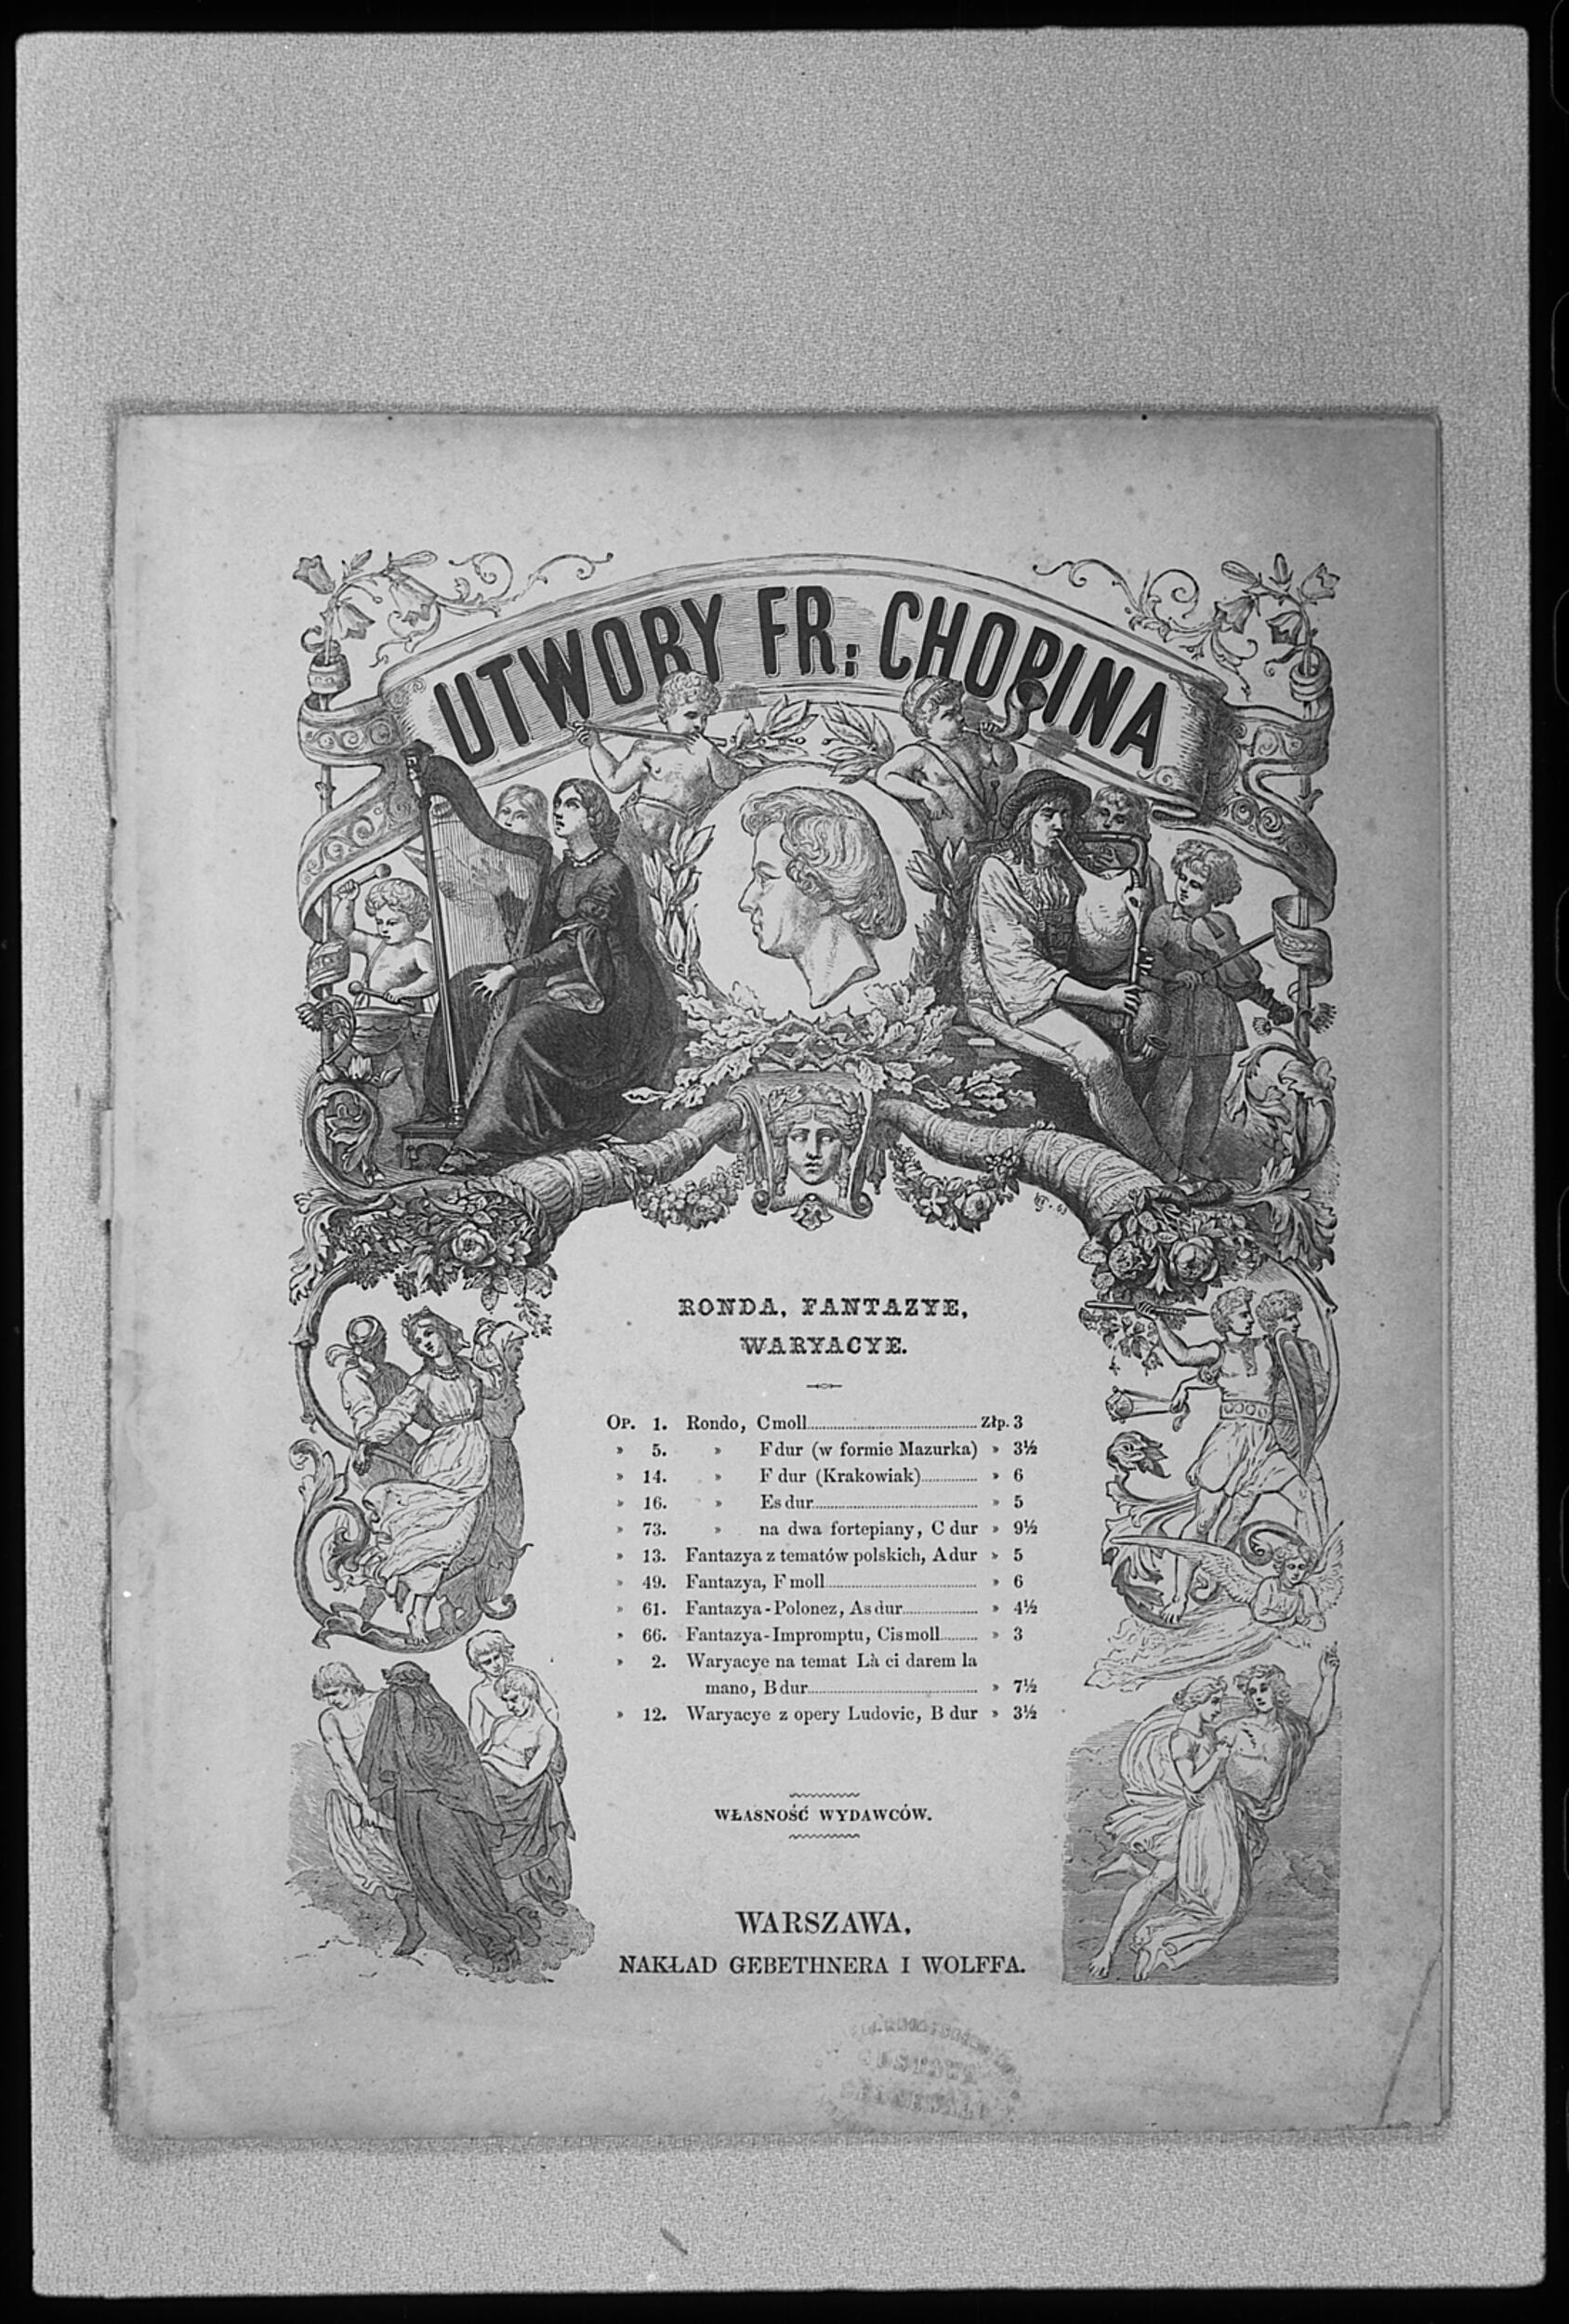 UTWORY FR: CHOPINA
RONDA, FANTAZYE,
WARYACYE.
Op. 1. Rondo, C moll........ Złp. 3
» 5. » F dur (w formie Mazurka) » 3½
» 14. » F dur (Krakowiak)........ » 6
» 16. » Es dur........ » 5
» 73. » na dwa fortepiany, C dur » 9½
» 13. Fantazya z tematów polskich, A dur » 5
» 49. Fantazya, F moll........ » 6
» 61. Fantazya-Polonez, As dur........ » 4½
» 66. Fantazya-Impromptu, Cis moll........ » 3
» 2. Waryacye na temat Là ci darem la
mano, B dur........ » 7½
» 12. Waryacye z opery Ludovic, B dur » 3½
WŁASNOŚĆ WYDAWCÓW.
WARSZAWA,
NAKŁAD GEBETHNERA I WOLFFA.